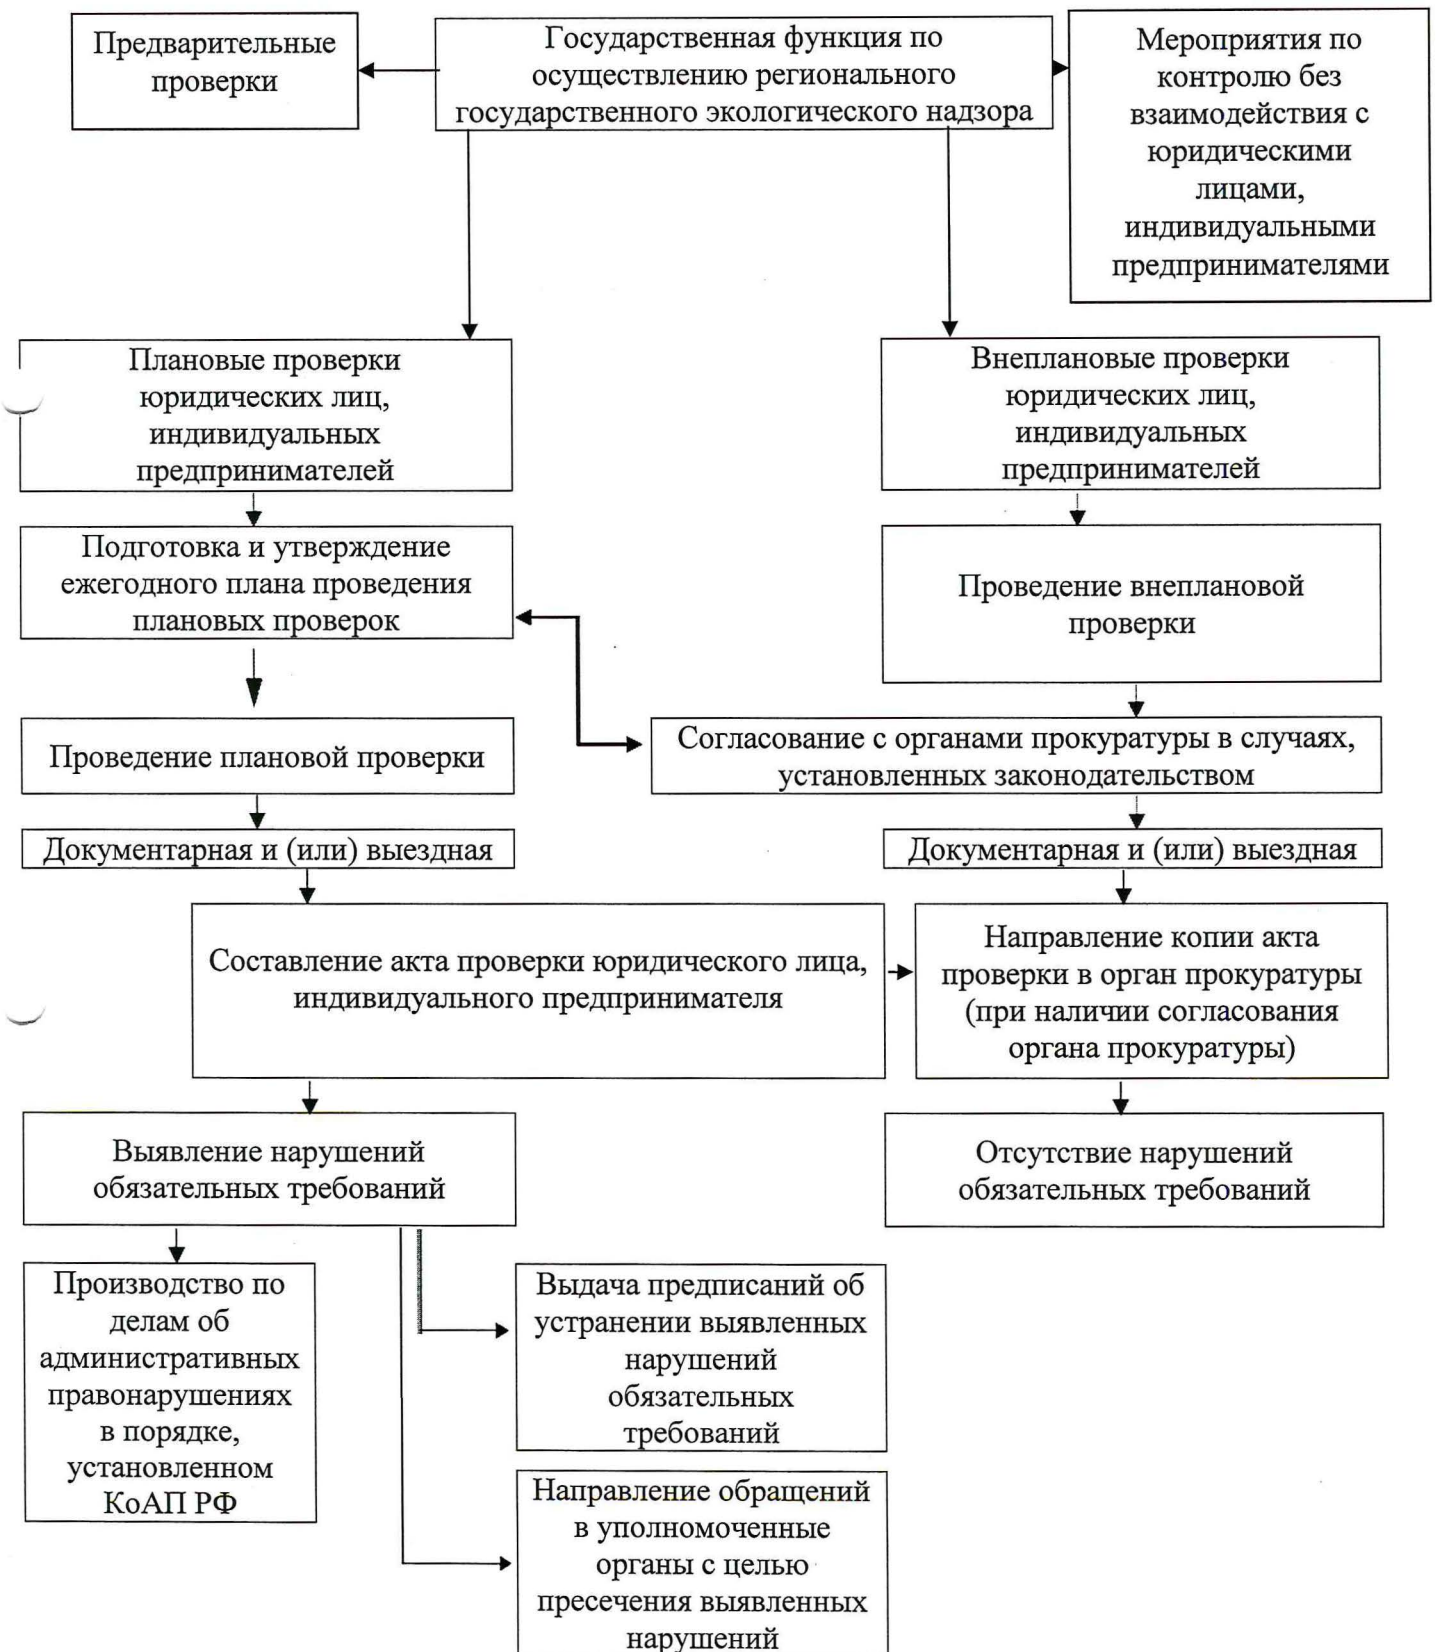 Предварительные
проверки
Государственная функция по
осуществлению регионального
государственного экологического надзора
Мероприятия по
контролю без
взаимодействия с
юридическими
лицами,
индивидуальными
предпринимателями
Плановые проверки
юридических лиц,
индивидуальных
предпринимателей
Внеплановые проверки
юридических лиц,
индивидуальных
предпринимателей
Подготовка и утверждение
ежегодного плана проведения
плановых проверок
Проведение внеплановой
проверки
Проведение плановой проверки
Согласование с органами прокуратуры в случаях,
установленных законодательством
Документарная и (или) выездная
Документарная и (или) выездная
Составление акта проверки юридического лица,
индивидуального предпринимателя
Направление копии акта
проверки в орган прокуратуры
(при наличии согласования
органа прокуратуры)
Выявление нарушений
обязательных требований
Отсутствие нарушений
обязательных требований
Производство по
делам об
административных
правонарушениях
в порядке,
установленном
КоАП РФ
Выдача предписаний об
устранении выявленных
нарушений
обязательных
требований
Направление обращений
в уполномоченные
органы с целью
пресечения выявленных
нарушений